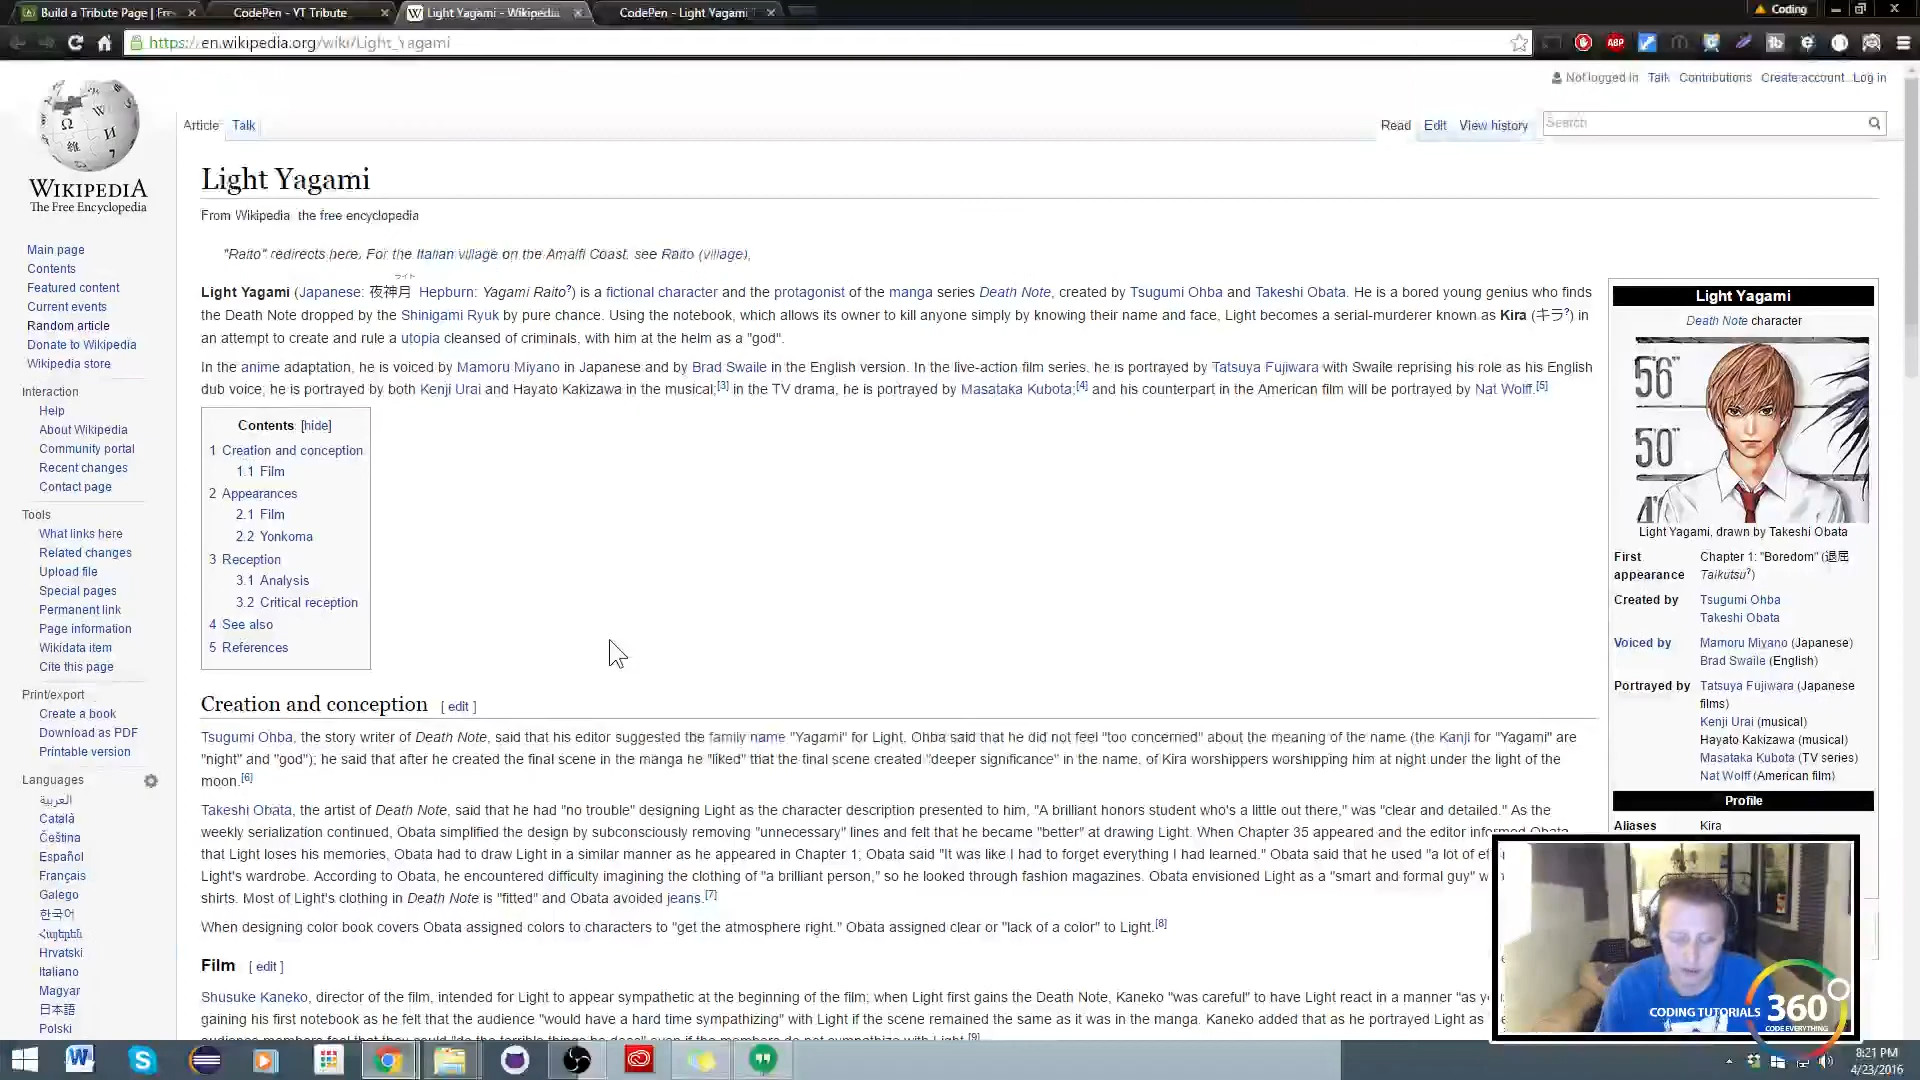 Build a Tribute Page | Fr
CodePen - YT Tribute
Light Yagami - Wikipedia
CodePen - Light Yagami
Coding
https://en.wikipedia.org/wiki/Light_Yagami
ABP
Not logged in Talk Contributions Create account Log in
Article Talk
Read Edit View history
Search
WIKIPEDIA
The Free Encyclopedia
Main page
Contents
Featured content
Current events
Random article
Donate to Wikipedia
Wikipedia store
Interaction
Help
About Wikipedia
Community portal
Recent changes
Contact page
Tools
What links here
Related changes
Upload file
Special pages
Permanent link
Page information
Wikidata item
Cite this page
Print/export
Create a book
Download as PDF
Printable version
Languages
العربية
Català
Čeština
Español
Français
Galego
한국어
Հայերեն
Hrvatski
Italiano
Magyar
日本語
Polski
Light Yagami
From Wikipedia the free encyclopedia
"Raito" redirects here. For the Italian village on the Amalfi Coast, see Raito (village),
ライト
Light Yagami (Japanese: 夜神月 Hepburn: Yagami Raito?) is a fictional character and the protagonist of the manga series Death Note, created by Tsugumi Ohba and Takeshi Obata. He is a bored young genius who finds
the Death Note dropped by the Shinigami Ryuk by pure chance. Using the notebook, which allows its owner to kill anyone simply by knowing their name and face, Light becomes a serial-murderer known as Kira (キラ?) in
an attempt to create and rule a utopia cleansed of criminals, with him at the helm as a "god".
In the anime adaptation, he is voiced by Mamoru Miyano in Japanese and by Brad Swaile in the English version. In the live-action film series, he is portrayed by Tatsuya Fujiwara with Swaile reprising his role as his English
dub voice; he is portrayed by both Kenji Urai and Hayato Kakizawa in the musical;[3] in the TV drama, he is portrayed by Masataka Kubota;[4] and his counterpart in the American film will be portrayed by Nat Wolff.[5]
Contents [hide]
1 Creation and conception
1.1 Film
2 Appearances
2.1 Film
2.2 Yonkoma
3 Reception
3.1 Analysis
3.2 Critical reception
4 See also
5 References
Creation and conception [ edit ]
Tsugumi Ohba, the story writer of Death Note, said that his editor suggested the family name "Yagami" for Light. Ohba said that he did not feel "too concerned" about the meaning of the name (the Kanji for "Yagami" are
"night" and "god"); he said that after he created the final scene in the manga he "liked" that the final scene created "deeper significance" in the name. of Kira worshippers worshipping him at night under the light of the
moon.[6]
Takeshi Obata, the artist of Death Note, said that he had "no trouble" designing Light as the character description presented to him, "A brilliant honors student who's a little out there," was "clear and detailed." As the
weekly serialization continued, Obata simplified the design by subconsciously removing "unnecessary" lines and felt that he became "better" at drawing Light. When Chapter 35 appeared and the editor informed Obata
that Light loses his memories, Obata had to draw Light in a similar manner as he appeared in Chapter 1; Obata said "It was like I had to forget everything I had learned." Obata said that he used "a lot of ef
Light's wardrobe. According to Obata, he encountered difficulty imagining the clothing of "a brilliant person," so he looked through fashion magazines. Obata envisioned Light as a "smart and formal guy" w
shirts. Most of Light's clothing in Death Note is "fitted" and Obata avoided jeans.[7]
When designing color book covers Obata assigned colors to characters to "get the atmosphere right." Obata assigned clear or "lack of a color" to Light.[8]
Film [ edit ]
Shusuke Kaneko, director of the film, intended for Light to appear sympathetic at the beginning of the film; when Light first gains the Death Note, Kaneko "was careful" to have Light react in a manner "as y
gaining his first notebook as he felt that the audience "would have a hard time sympathizing" with Light if the scene remained the same as it was in the manga. Kaneko added that as he portrayed Light as
Light Yagami
Death Note character
56"
50"
Light Yagami, drawn by Takeshi Obata
First appearance Chapter 1: "Boredom" (退屈 Taikutsu?)
Created by Tsugumi Ohba
Takeshi Obata
Voiced by Mamoru Miyano (Japanese)
Brad Swaile (English)
Portrayed by Tatsuya Fujiwara (Japanese films)
Kenji Urai (musical)
Hayato Kakizawa (musical)
Masataka Kubota (TV series)
Nat Wolff (American film)
Profile
Aliases Kira
CODING TUTORIALS 360
CODE EVERYTHING
8:21 PM
4/23/2016